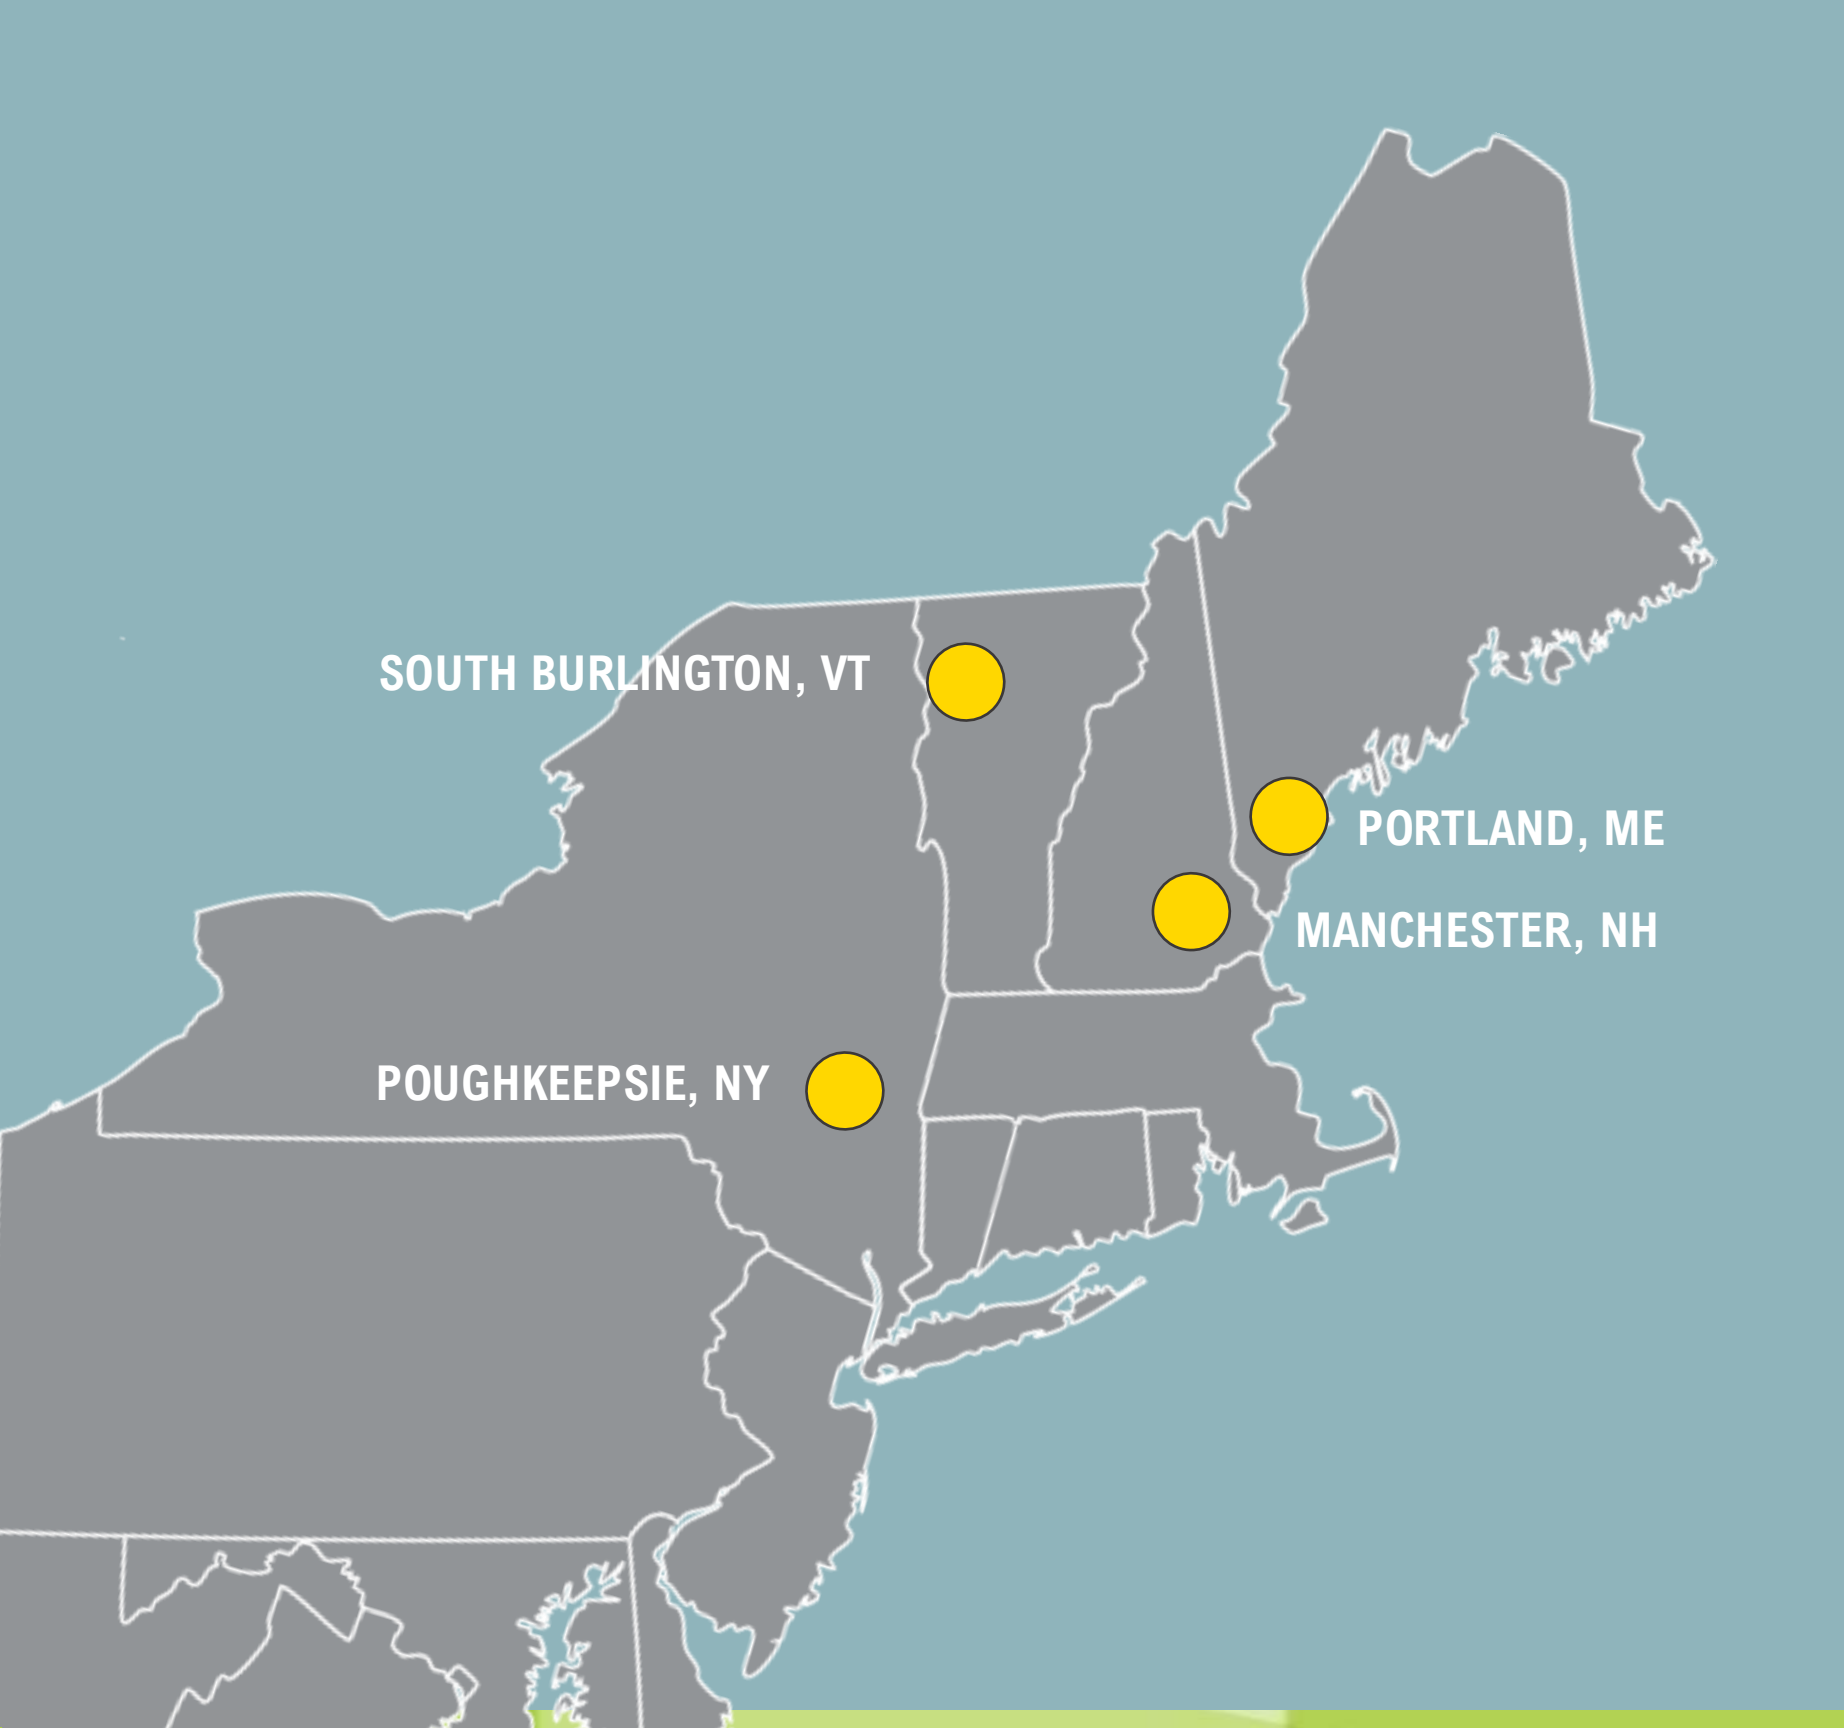 SOUTH BURLINGTON, VT
PORTLAND, ME
MANCHESTER, NH
POUGHKEEPSIE, NY